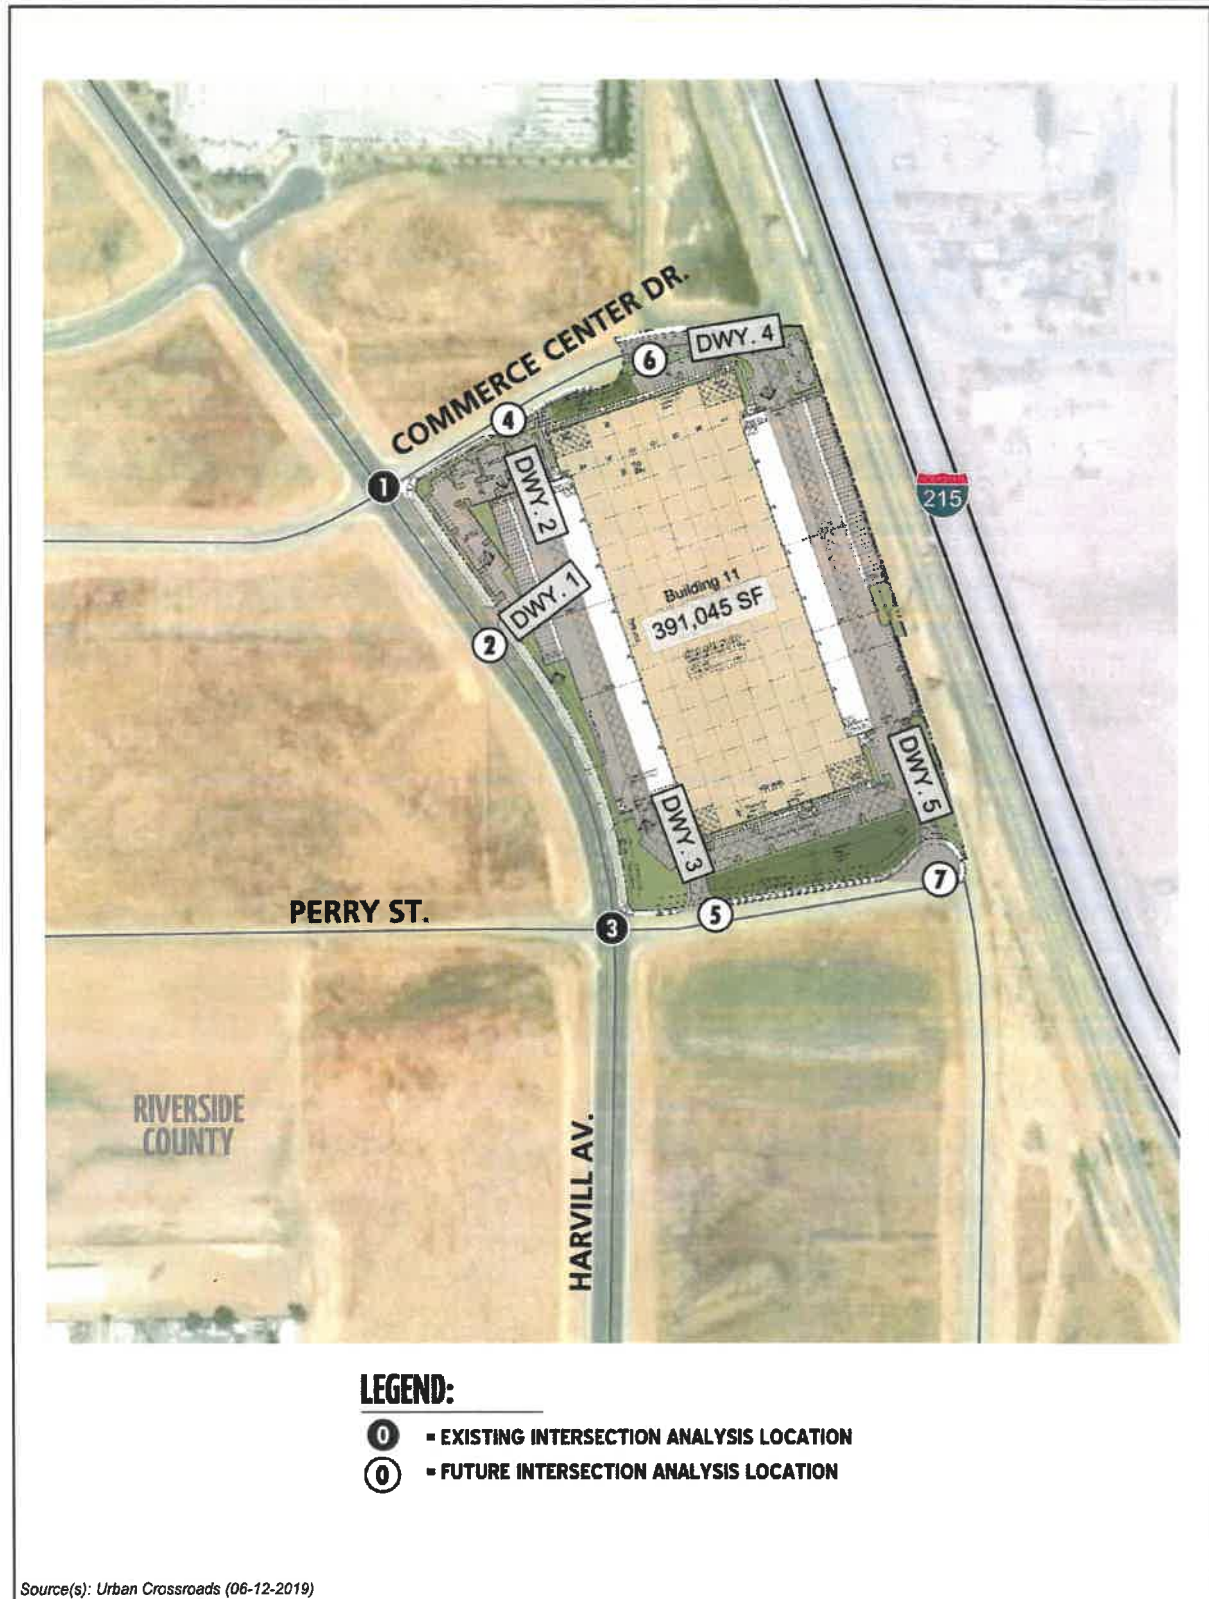 COMMERCE CENTER DR.
6
DWY. 4
4
1
DWY. 2
215
Building 11
391,045 SF
DWY. 1
2
DWY. 5
DWY. 3
7
PERRY ST.
5
3
RIVERSIDE
COUNTY
HARVILL AV.
LEGEND:
0 = EXISTING INTERSECTION ANALYSIS LOCATION
0 = FUTURE INTERSECTION ANALYSIS LOCATION
Source(s): Urban Crossroads (06-12-2019)